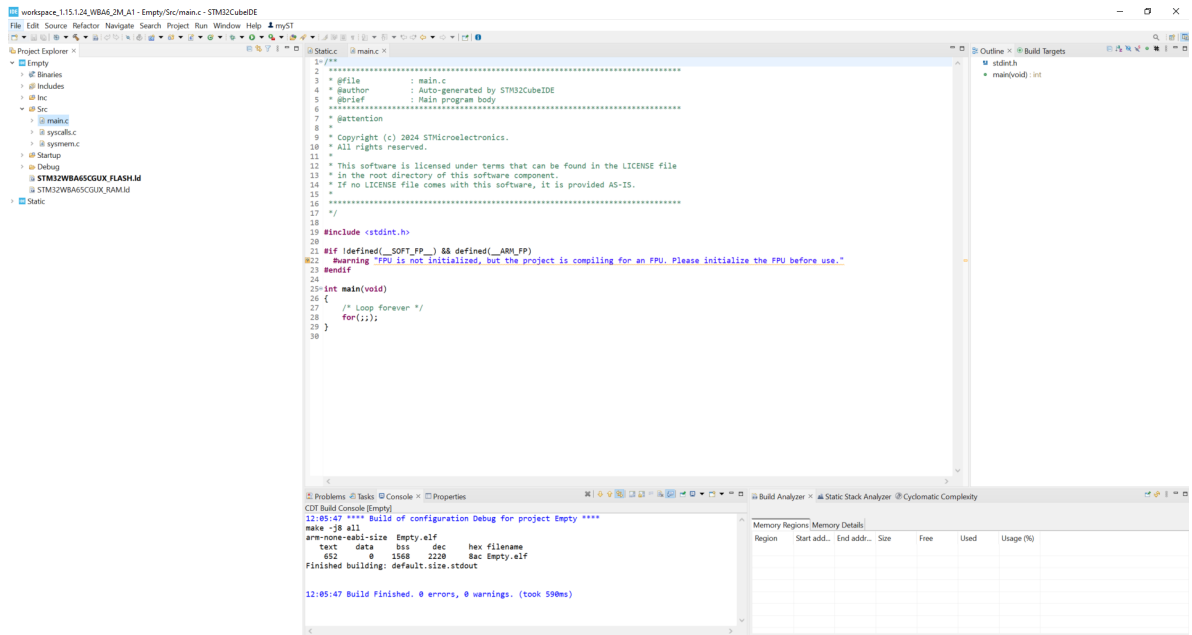 workspace_1.15.1.24_WBA6_2M_A1 - Empty/Src/main.c - STM32CubeIDE
File Edit Source Refactor Navigate Search Project Run Window Help myST
Project Explorer
Empty
Binaries
Includes
Inc
Src
main.c
syscalls.c
sysmem.c
Startup
Debug
STM32WBA65CGUX_FLASH.ld
STM32WBA65CGUX_RAM.ld
Static
Static.c main.c
1 /**
2 ******************************************************************************
3 * @file : main.c
4 * @author : Auto-generated by STM32CubeIDE
5 * @brief : Main program body
6 ******************************************************************************
7 * @attention
8 *
9 * Copyright (c) 2024 STMicroelectronics.
10 * All rights reserved.
11 *
12 * This software is licensed under terms that can be found in the LICENSE file
13 * in the root directory of this software component.
14 * If no LICENSE file comes with this software, it is provided AS-IS.
15 *
16 ******************************************************************************
17 */
18
19 #include <stdint.h>
20
21 #if !defined(__SOFT_FP__) && defined(__ARM_FP)
22 #warning "FPU is not initialized, but the project is compiling for an FPU. Please initialize the FPU before use."
23 #endif
24
25 int main(void)
26 {
27 /* Loop forever */
28 for(;;);
29 }
30
Outline Build Targets
stdint.h
main(void) : int
Problems Tasks Console Properties
CDT Build Console [Empty]
12:05:47 **** Build of configuration Debug for project Empty ****
make -j8 all
arm-none-eabi-size Empty.elf
text data bss dec hex filename
652 0 1568 2220 8ac Empty.elf
Finished building: default.size.stdout
12:05:47 Build Finished. 0 errors, 0 warnings. (took 590ms)
Build Analyzer Static Stack Analyzer Cyclomatic Complexity
Memory Regions Memory Details
Region Start add... End addr... Size Free Used Usage (%)